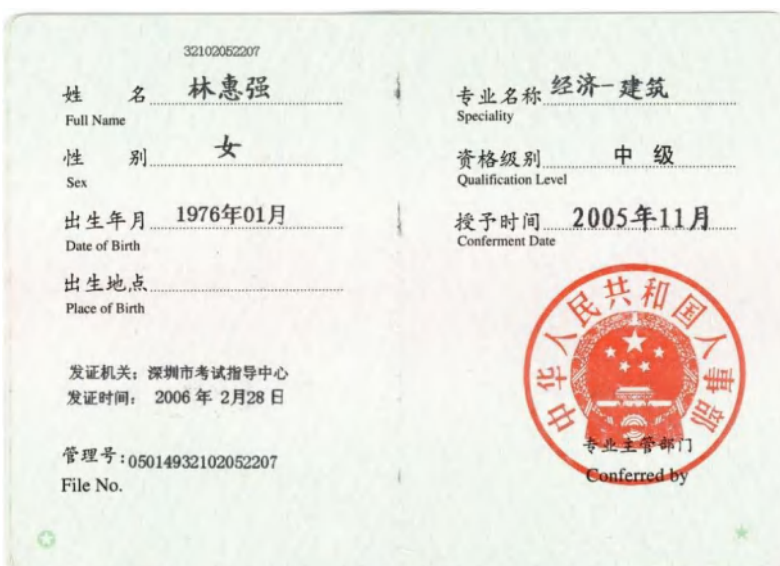 32102052207
姓 名 林惠强
Full Name
性 别 女
Sex
出生年月 1976年01月
Date of Birth
出生地点
Place of Birth
发证机关：深圳市考试指导中心
发证时间： 2006 年 2月28日
管理号：05014932102052207
File No.
专业名称 经济-建筑
Speciality
资格级别 中 级
Qualification Level
授予时间 2005年11月
Conferment Date
中华人民共和国人事部
专业主管部门
Conferred by